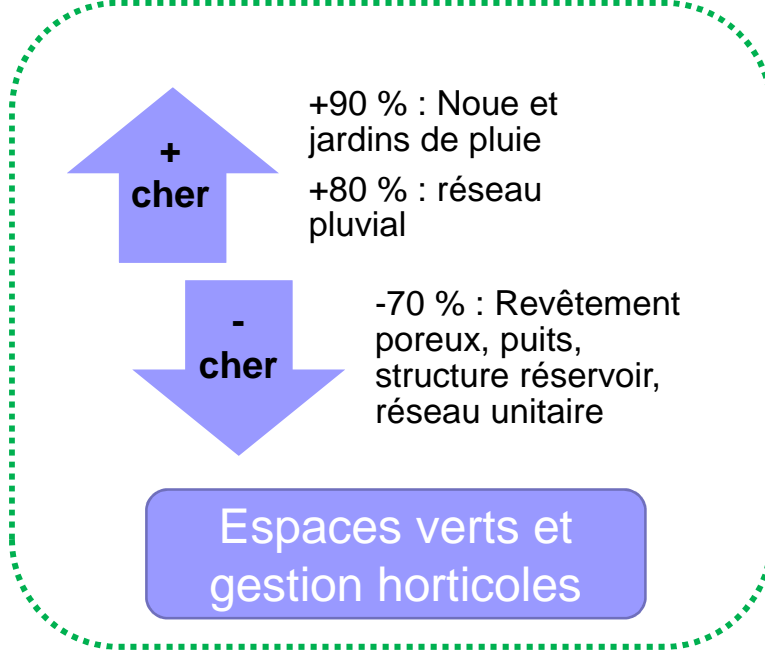 +
cher
+90 % : Noue et
jardins de pluie
+80 % : réseau
pluvial
-
cher
-70 % : Revêtement
poreux, puits,
structure réservoir,
réseau unitaire
Espaces verts et
gestion horticoles